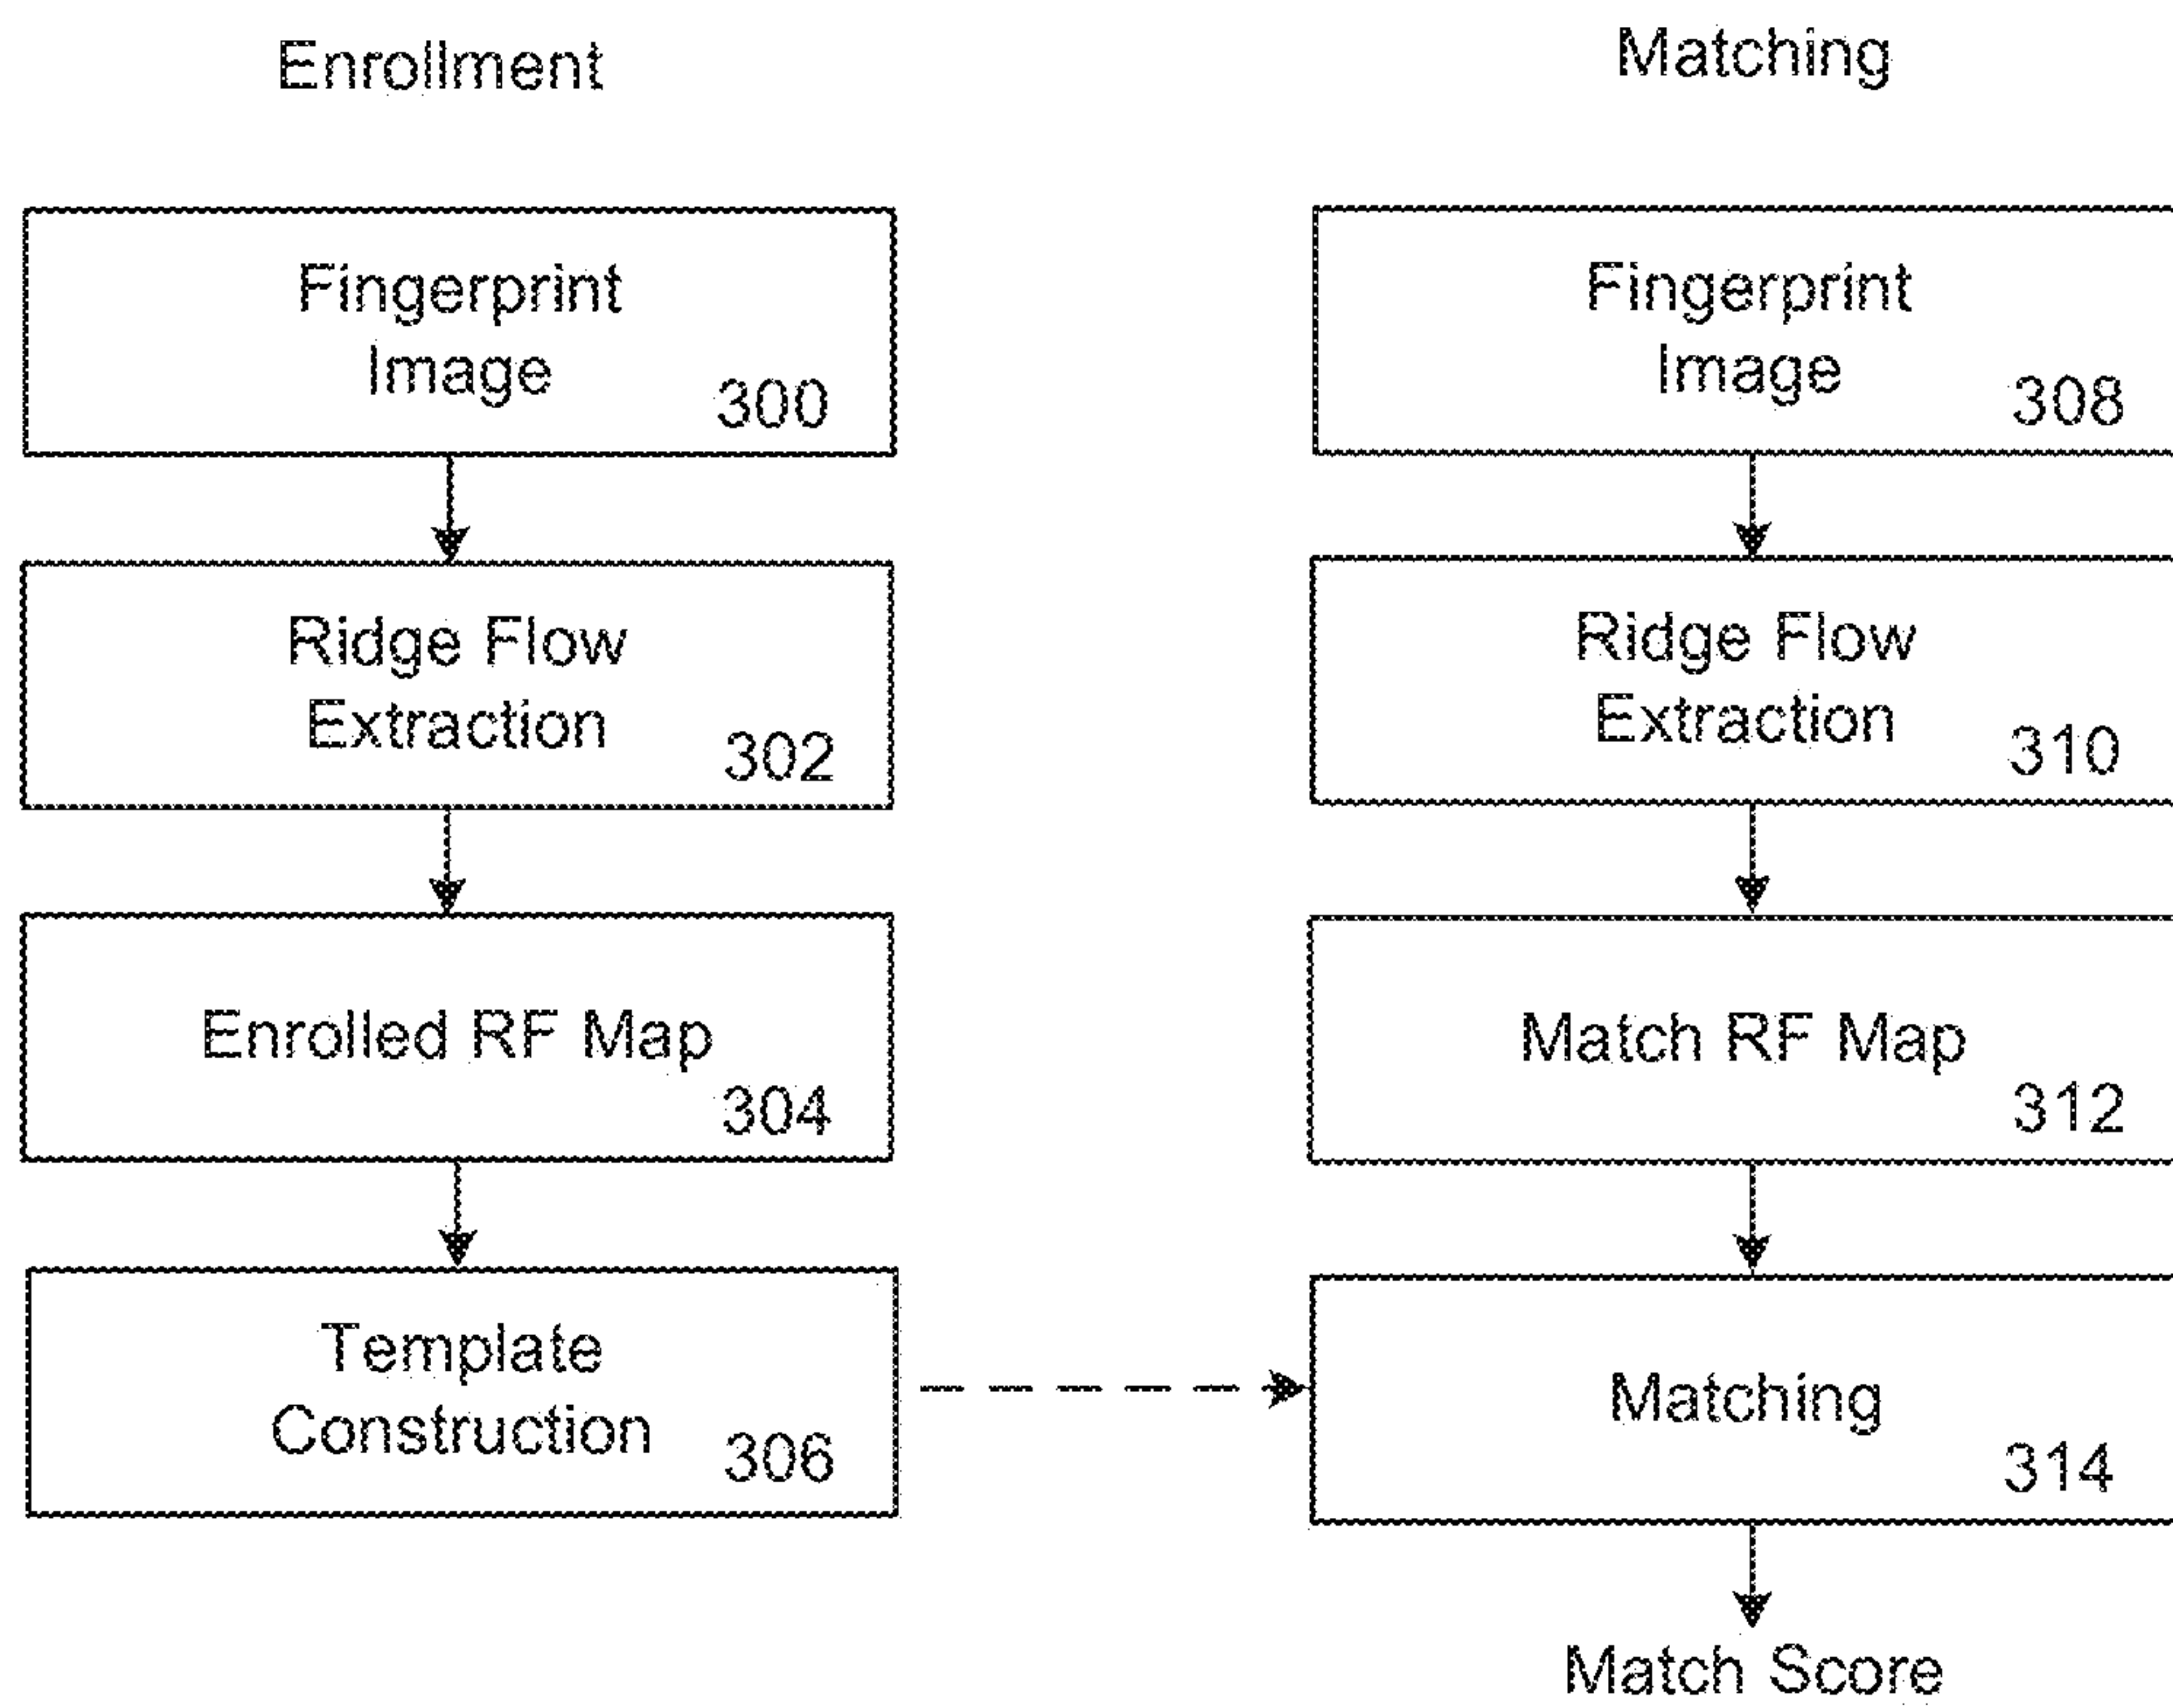 Enrollment
Fingerprint
Image
300
Ridge Flow
Extraction
302
Enrolled RF Map
304
Template
Construction
306
Matching
Fingerprint
Image
308
Ridge Flow
Extraction
310
Match RF Map
312
Matching
314
Match Score